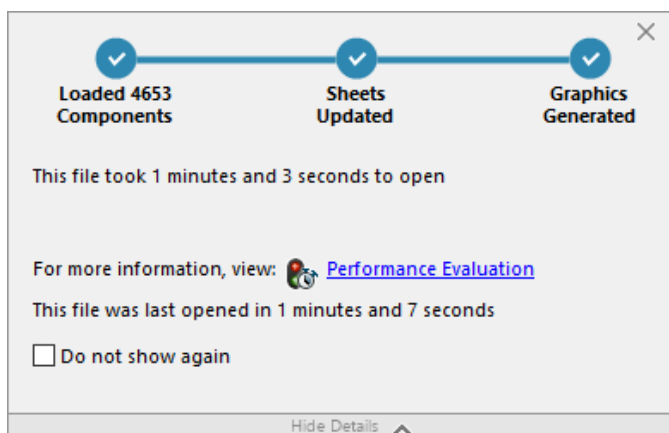 Loaded 4653
Components
Sheets
Updated
Graphics
Generated
This file took 1 minutes and 3 seconds to open
For more information, view: Performance Evaluation
This file was last opened in 1 minutes and 7 seconds
Do not show again
Hide Details